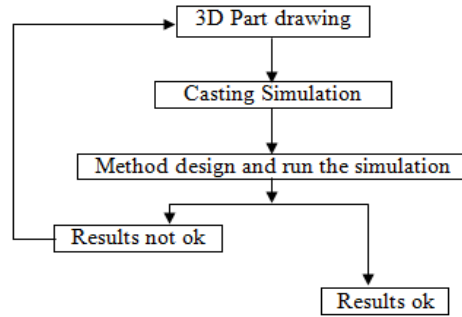 3D Part drawing
Casting Simulation
Method design and run the simulation
Results not ok
Results ok